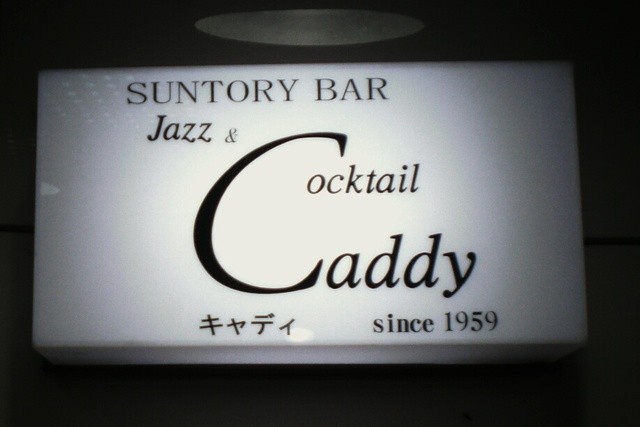 SUNTORY BAR
Jazz &
Cocktail
Caddy
キャディ since 1959